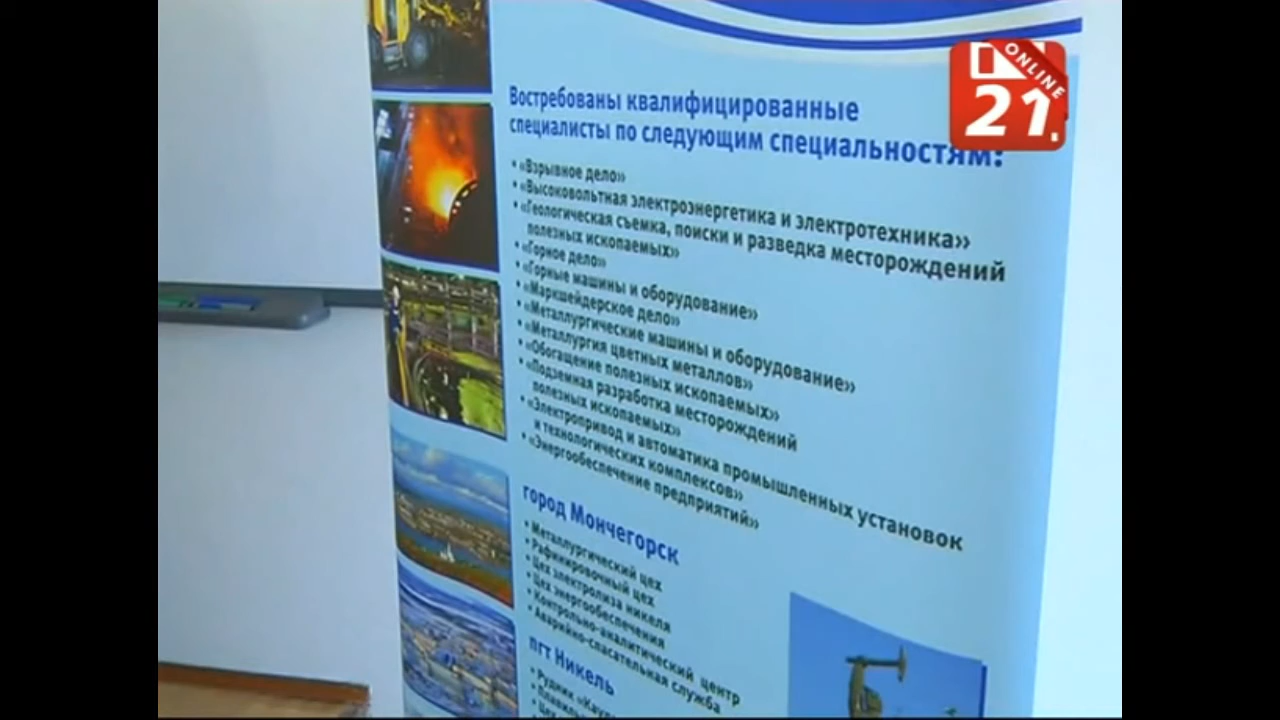 ONLINE
21.
Востребованы квалифицированные
специалисты по следующим специальностям:
• «Взрывное дело»
• «Высоковольтная электроэнергетика и электротехника»
• «Геологическая съемка, поиски и разведка месторождений
полезных ископаемых»
• «Горное дело»
• «Горные машины и оборудование»
• «Маркшейдерское дело»
• «Металлургические машины и оборудование»
• «Металлургия цветных металлов»
• «Обогащение полезных ископаемых»
• «Подземная разработка месторождений
полезных ископаемых»
• «Электропривод и автоматика промышленных установок
и технологических комплексов»
• «Энергообеспечение предприятий»
город Мончегорск
• Металлургический цех
• Рафинировочный цех
• Цех электролиза никеля
• Цех энергообеспечения
• Контрольно-аналитический центр
• Аварийно-спасательная служба
пгт Никель
• Рудник